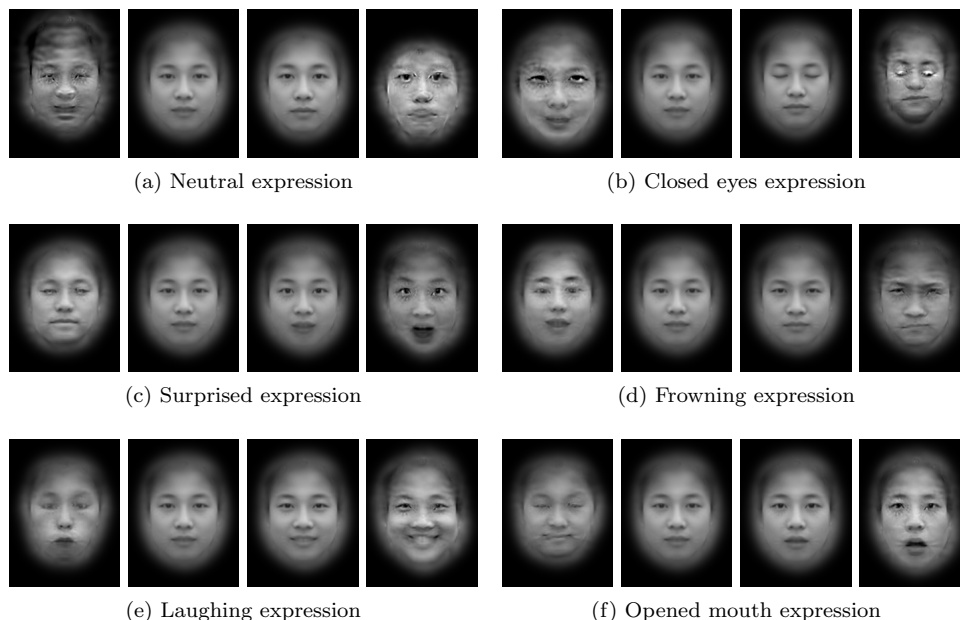 (a) Neutral expression
(b) Closed eyes expression
(c) Surprised expression
(d) Frowning expression
(e) Laughing expression
(f) Opened mouth expression